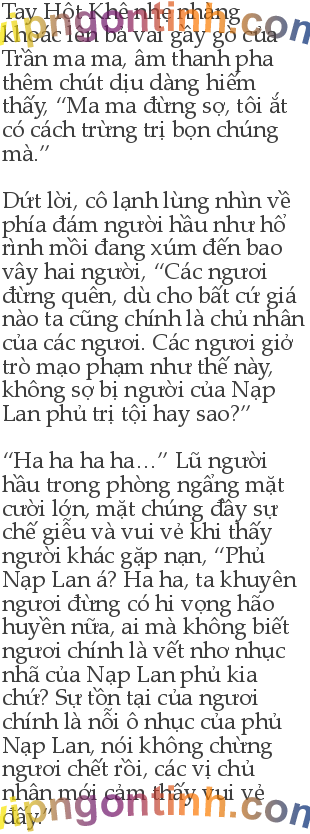 Tay Hột Khê nhẹ nhàng
khoác lên bả vai gầy gò của
Trần ma ma, âm thanh pha
thêm chút dịu dàng hiếm
thấy, “Ma ma đừng sợ, tôi ắt
có cách trừng trị bọn chúng
mà.”
Dứt lời, cô lạnh lùng nhìn về
phía đám người hầu như hổ
rình mồi đang xúm đến bao
vây hai người, “Các ngươi
đừng quên, dù cho bất cứ giá
nào ta cũng chính là chủ nhân
của các ngươi. Các ngươi giở
trò mạo phạm như thế này,
không sợ bị người của Nạp
Lan phủ trị tội hay sao?”
“Ha ha ha ha…” Lũ người
hầu trong phòng ngẩng mặt
cười lớn, mặt chúng đầy sự
chế giễu và vui vẻ khi thấy
người khác gặp nạn, “Phủ
Nạp Lan á? Ha ha, ta khuyên
ngươi đừng có hi vọng hão
huyền nữa, ai mà không biết
ngươi chính là vết nhơ nhục
nhã của Nạp Lan phủ kia
chứ? Sự tồn tại của ngươi
chính là nỗi ô nhục của phủ
Nạp Lan, nói không chừng
ngươi chết rồi, các vị chủ
nhân mới cảm thấy vui vẻ
đấy.”
vipngontinh.com
vipngontinh.com